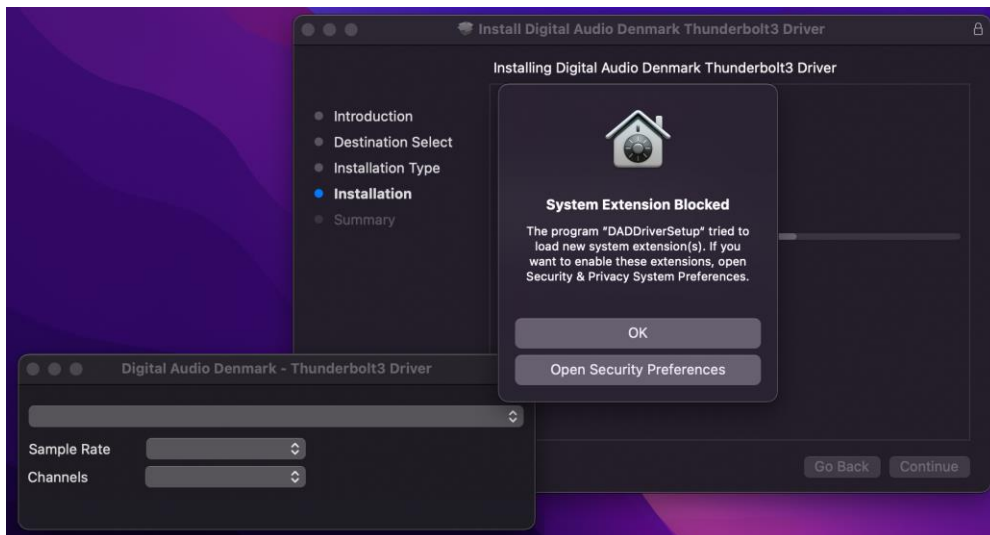 Install Digital Audio Denmark Thunderbolt3 Driver
Installing Digital Audio Denmark Thunderbolt3 Driver
Introduction
Destination Select
Installation Type
Installation
Summary
System Extension Blocked
The program "DADDriverSetup" tried to
load new system extension(s). If you
want to enable these extensions, open
Security & Privacy System Preferences.
OK
Open Security Preferences
Go Back
Continue
Digital Audio Denmark - Thunderbolt3 Driver
Sample Rate
Channels